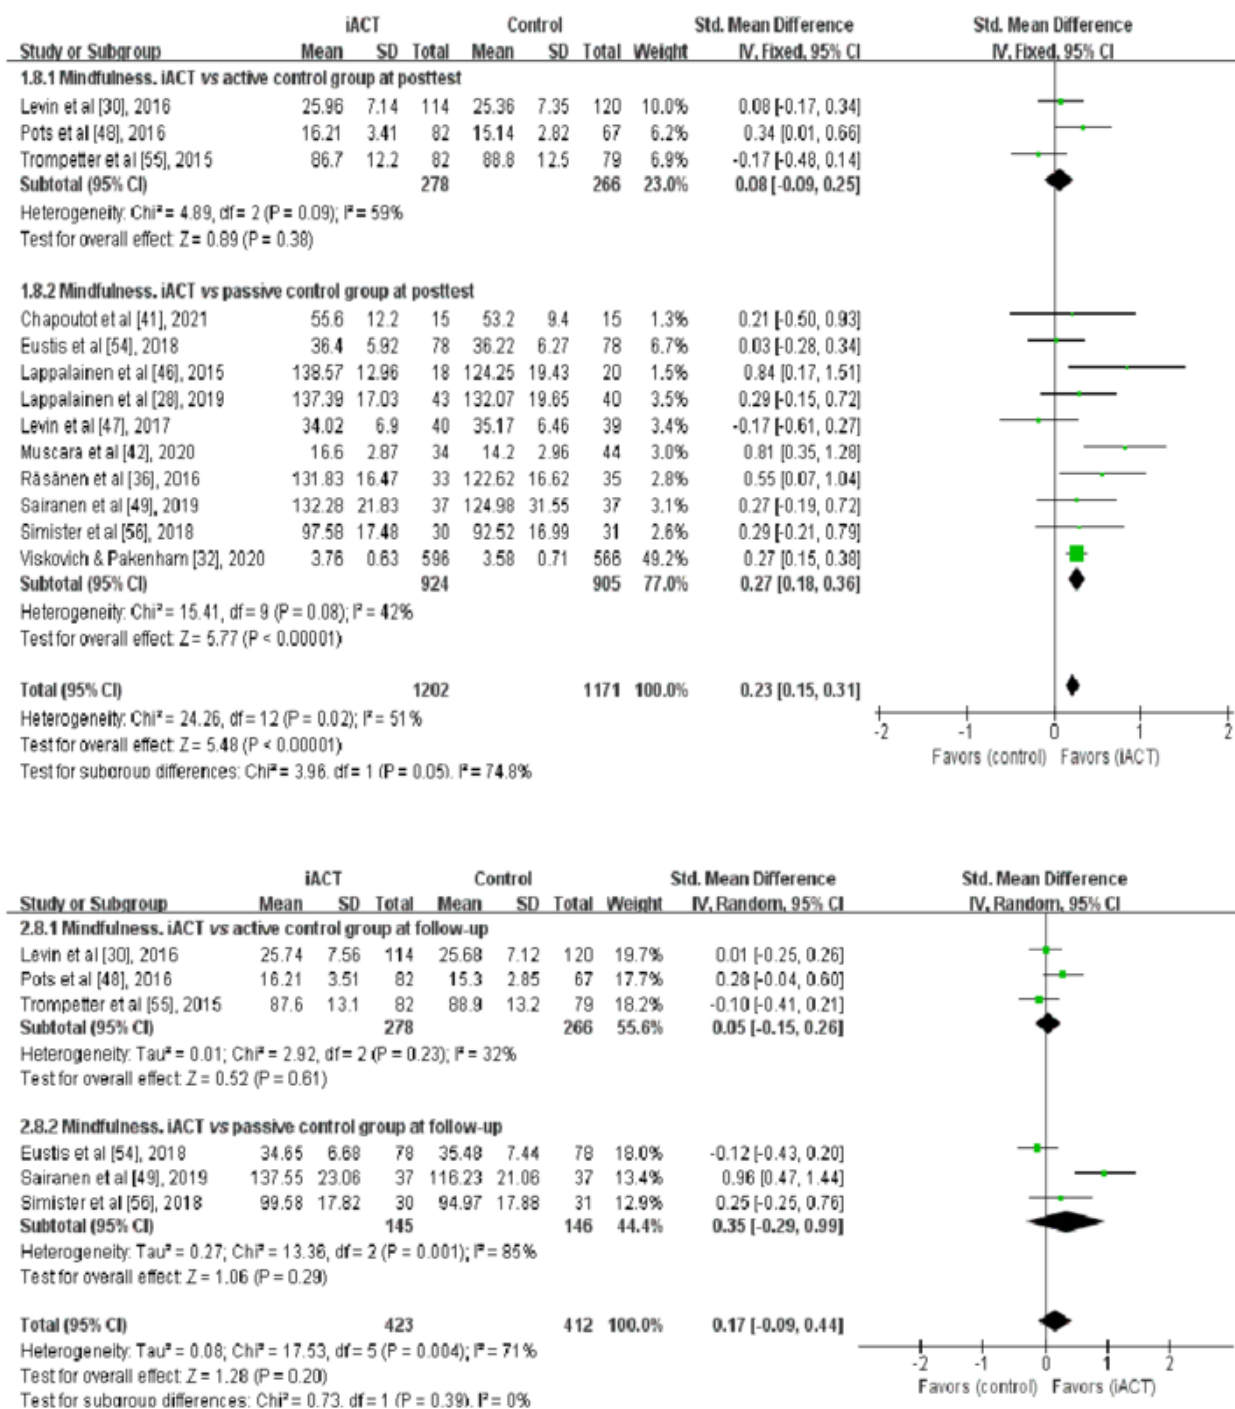 iACT Control Std. Mean Difference Std. Mean Difference
Study or Subgroup Mean SD Total Mean SD Total Weight IV, Fixed, 95% CI IV, Fixed, 95% CI
1.8.1 Mindfulness. iACT vs active control group at posttest
Levin et al [30], 2016 25.96 7.14 114 25.36 7.35 120 10.0% 0.08 [-0.17, 0.34]
Pots et al [48], 2016 16.21 3.41 82 15.14 2.82 67 6.2% 0.34 [0.01, 0.66]
Trompetter et al [55], 2015 86.7 12.2 82 88.8 12.5 79 6.9% -0.17 [-0.48, 0.14]
Subtotal (95% CI) 278 266 23.0% 0.08 [-0.09, 0.25]
Heterogeneity: Chi² = 4.89, df = 2 (P = 0.09); I² = 59%
Test for overall effect: Z = 0.89 (P = 0.38)
1.8.2 Mindfulness. iACT vs passive control group at posttest
Chapoutot et al [41], 2021 55.6 12.2 15 53.2 9.4 15 1.3% 0.21 [-0.50, 0.93]
Eustis et al [54], 2018 36.4 5.92 78 36.22 6.27 78 6.7% 0.03 [-0.28, 0.34]
Lappalainen et al [46], 2015 138.57 12.96 18 124.25 19.43 20 1.5% 0.84 [0.17, 1.51]
Lappalainen et al [28], 2019 137.39 17.03 43 132.07 19.65 40 3.5% 0.29 [-0.15, 0.72]
Levin et al [47], 2017 34.02 6.9 40 35.17 6.46 39 3.4% -0.17 [-0.61, 0.27]
Muscara et al [42], 2020 16.6 2.87 34 14.2 2.96 44 3.0% 0.81 [0.35, 1.28]
Räsänen et al [36], 2016 131.83 16.47 33 122.62 16.62 35 2.8% 0.55 [0.07, 1.04]
Sairanen et al [49], 2019 132.28 21.83 37 124.98 31.55 37 3.1% 0.27 [-0.19, 0.72]
Simister et al [56], 2018 97.58 17.48 30 92.52 16.99 31 2.6% 0.29 [-0.21, 0.79]
Viskovich & Pakenham [32], 2020 3.76 0.63 596 3.58 0.71 566 49.2% 0.27 [0.15, 0.38]
Subtotal (95% CI) 924 905 77.0% 0.27 [0.18, 0.36]
Heterogeneity: Chi² = 15.41, df = 9 (P = 0.08); I² = 42%
Test for overall effect: Z = 5.77 (P < 0.00001)
Total (95% CI) 1202 1171 100.0% 0.23 [0.15, 0.31]
Heterogeneity: Chi² = 24.26, df = 12 (P = 0.02); I² = 51%
Test for overall effect: Z = 5.48 (P < 0.00001)
Test for subgroup differences: Chi² = 3.96. df = 1 (P = 0.05). I² = 74.8%
-2 -1 0 1 2
Favors (control) Favors (iACT)
iACT Control Std. Mean Difference Std. Mean Difference
Study or Subgroup Mean SD Total Mean SD Total Weight IV, Random, 95% CI IV, Random, 95% CI
2.8.1 Mindfulness. iACT vs active control group at follow-up
Levin et al [30], 2016 25.74 7.56 114 25.68 7.12 120 19.7% 0.01 [-0.25, 0.26]
Pots et al [48], 2016 16.21 3.51 82 15.3 2.85 67 17.7% 0.28 [-0.04, 0.60]
Trompetter et al [55], 2015 87.6 13.1 82 88.9 13.2 79 18.2% -0.10 [-0.41, 0.21]
Subtotal (95% CI) 278 266 55.6% 0.05 [-0.15, 0.26]
Heterogeneity: Tau² = 0.01; Chi² = 2.92, df = 2 (P = 0.23); I² = 32%
Test for overall effect: Z = 0.52 (P = 0.61)
2.8.2 Mindfulness. iACT vs passive control group at follow-up
Eustis et al [54], 2018 34.65 6.68 78 35.48 7.44 78 18.0% -0.12 [-0.43, 0.20]
Sairanen et al [49], 2019 137.55 23.06 37 116.23 21.06 37 13.4% 0.96 [0.47, 1.44]
Simister et al [56], 2018 99.58 17.82 30 94.97 17.88 31 12.9% 0.25 [-0.25, 0.76]
Subtotal (95% CI) 145 146 44.4% 0.35 [-0.29, 0.99]
Heterogeneity: Tau² = 0.27; Chi² = 13.36, df = 2 (P = 0.001); I² = 85%
Test for overall effect: Z = 1.06 (P = 0.29)
Total (95% CI) 423 412 100.0% 0.17 [-0.09, 0.44]
Heterogeneity: Tau² = 0.08; Chi² = 17.53, df = 5 (P = 0.004); I² = 71%
Test for overall effect: Z = 1.28 (P = 0.20)
Test for subgroup differences: Chi² = 0.73. df = 1 (P = 0.39). I² = 0%
-2 -1 0 1 2
Favors (control) Favors (iACT)